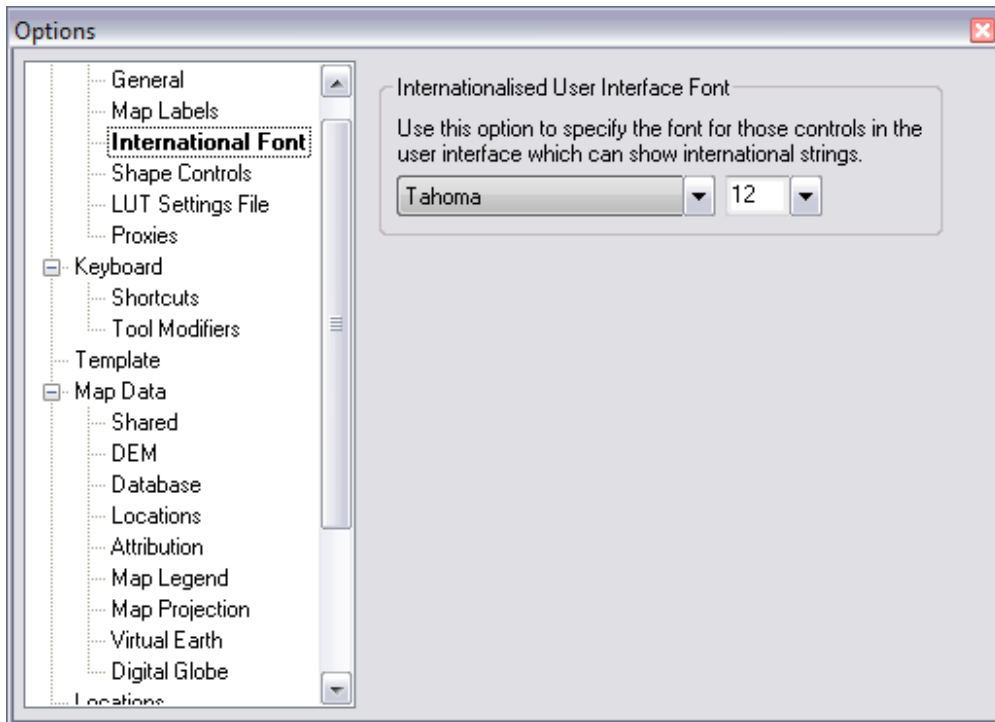 Options
General
Map Labels
International Font
Shape Controls
LUT Settings File
Proxies
Keyboard
Shortcuts
Tool Modifiers
Template
Map Data
Shared
DEM
Database
Locations
Attribution
Map Legend
Map Projection
Virtual Earth
Digital Globe
Locations
Internationalised User Interface Font
Use this option to specify the font for those controls in the
user interface which can show international strings.
Tahoma 12